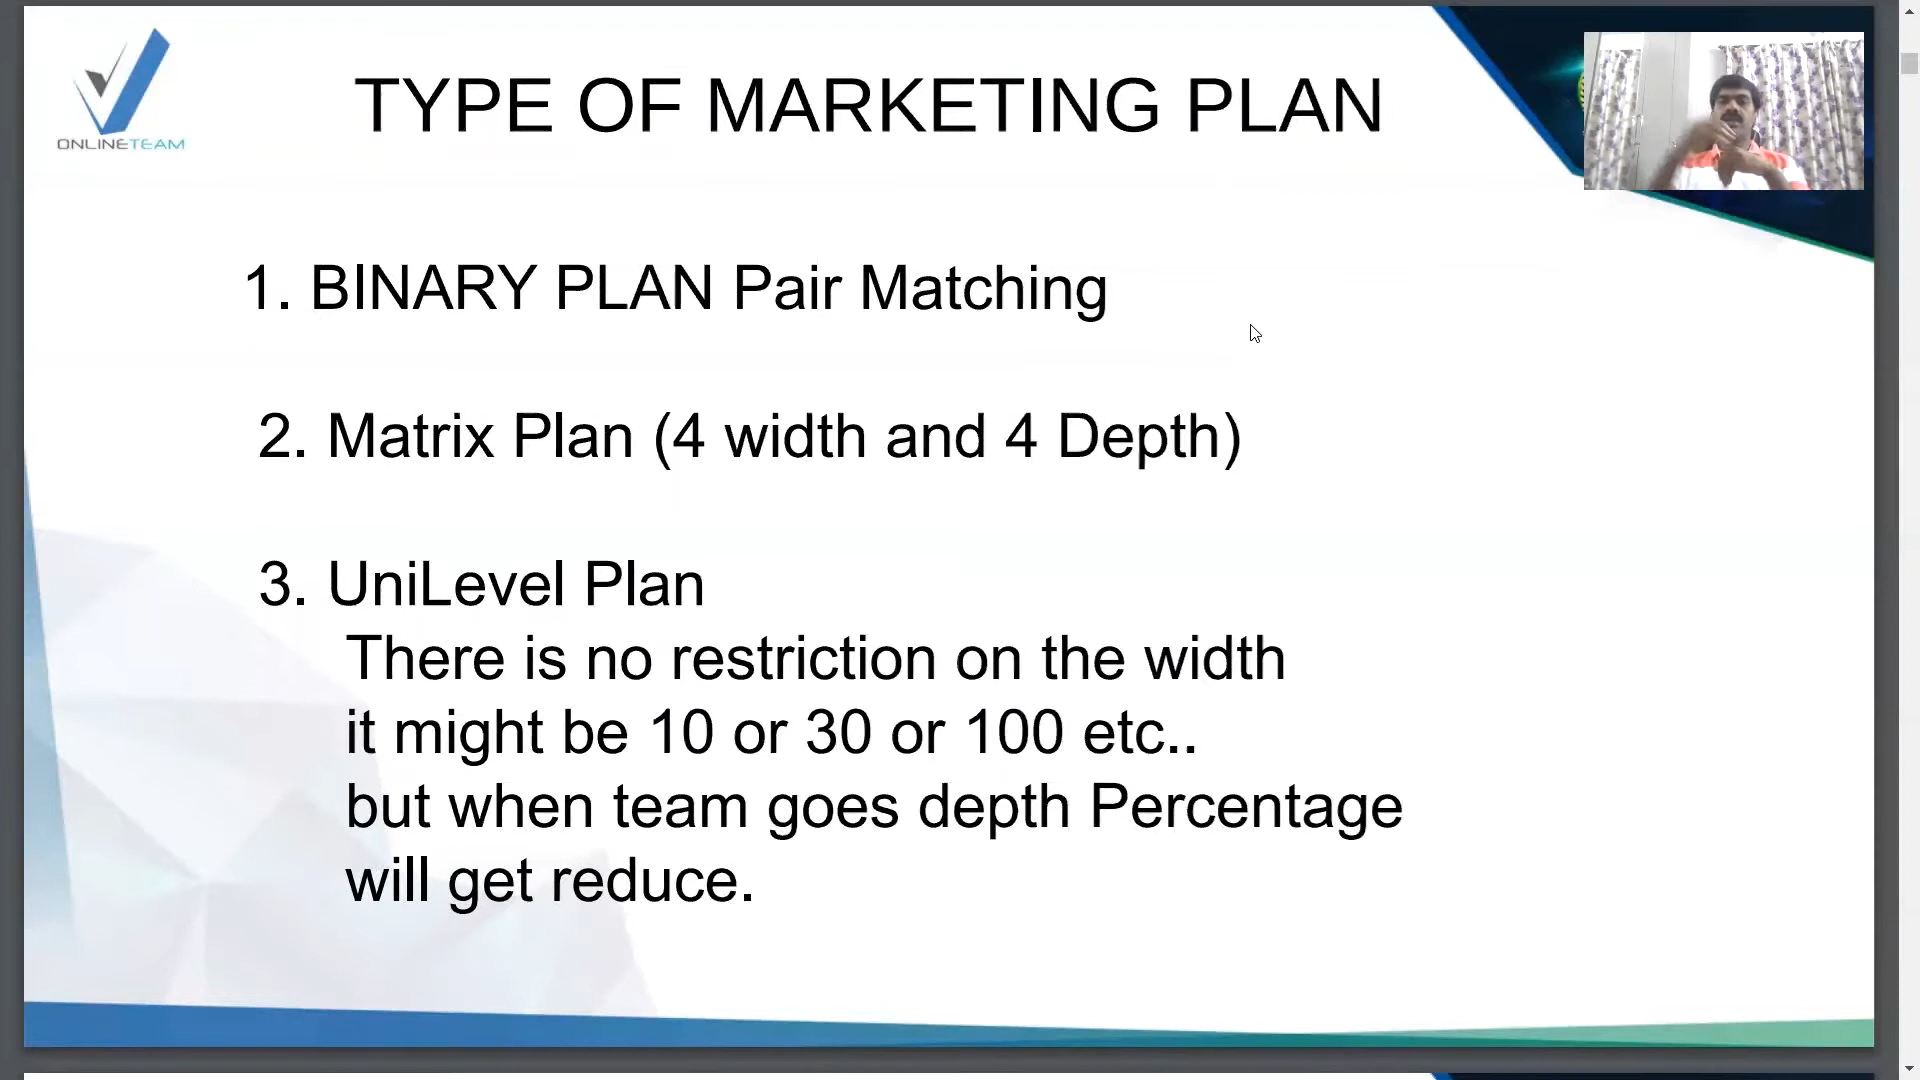 ONLINETEAM
TYPE OF MARKETING PLAN
1. BINARY PLAN Pair Matching
2. Matrix Plan (4 width and 4 Depth)
3. UniLevel Plan
There is no restriction on the width
it might be 10 or 30 or 100 etc..
but when team goes depth Percentage
will get reduce.